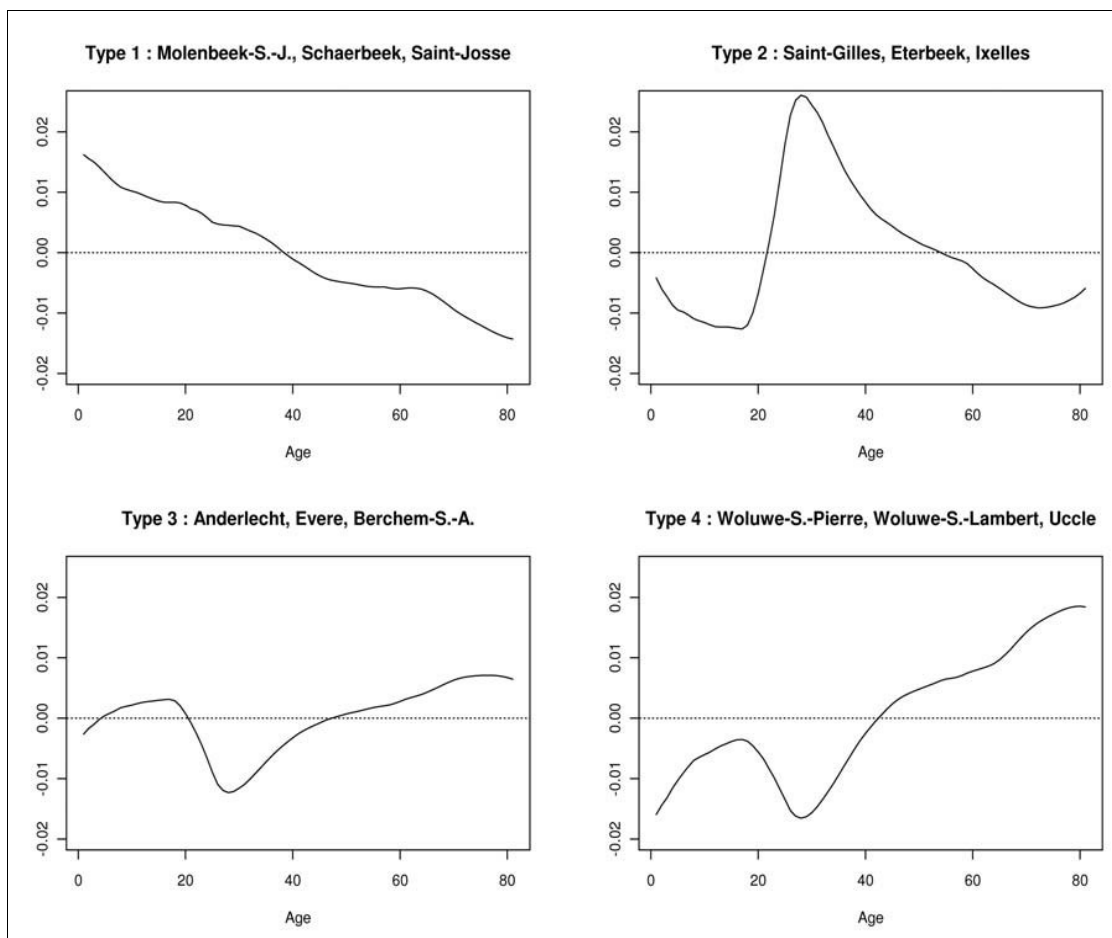 Type 1 : Molenbeek-S.-J., Schaerbeek, Saint-Josse
0.02
0.01
0.00
-0.01
-0.02
0 20 40 60 80
Age
Type 2 : Saint-Gilles, Eterbeek, Ixelles
0.02
0.01
0.00
-0.01
-0.02
0 20 40 60 80
Age
Type 3 : Anderlecht, Evere, Berchem-S.-A.
0.02
0.01
0.00
-0.01
-0.02
0 20 40 60 80
Age
Type 4 : Woluwe-S.-Pierre, Woluwe-S.-Lambert, Uccle
0.02
0.01
0.00
-0.01
-0.02
0 20 40 60 80
Age